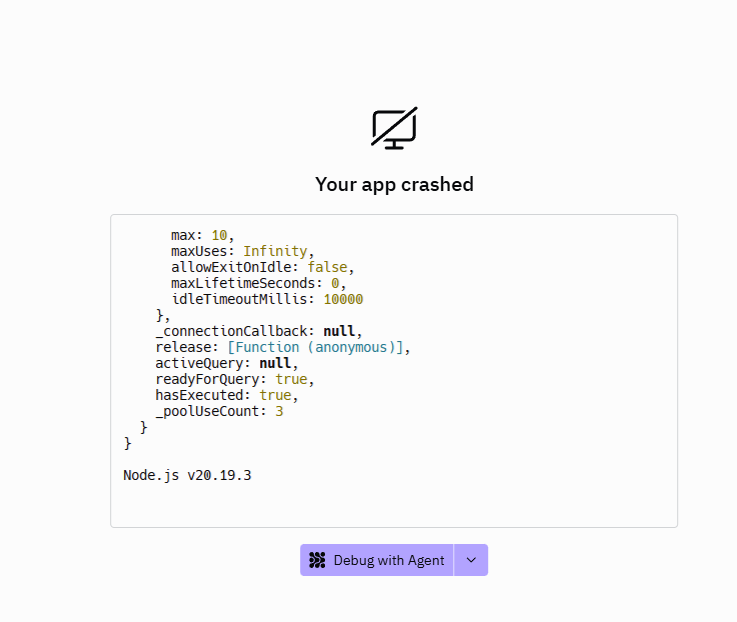 Your app crashed
max: 10,
maxUses: Infinity,
allowExitOnIdle: false,
maxLifetimeSeconds: 0,
idleTimeoutMillis: 10000
},
_connectionCallback: null,
release: [Function (anonymous)],
activeQuery: null,
readyForQuery: true,
hasExecuted: true,
_poolUseCount: 3
}
}
Node.js v20.19.3
Debug with Agent